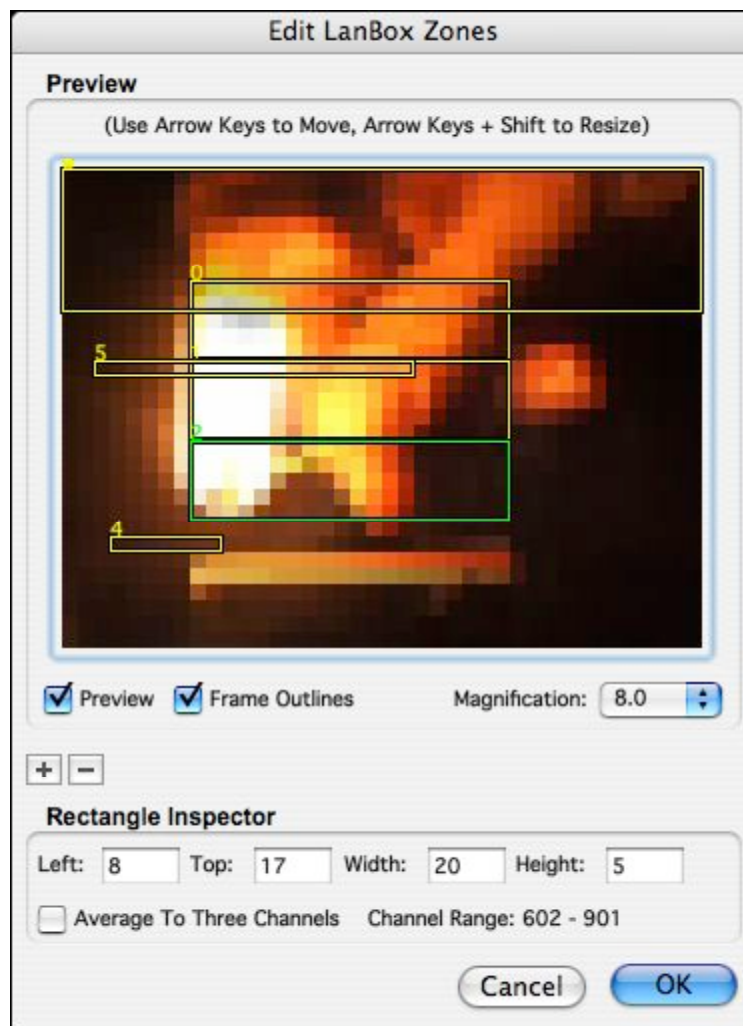 Edit LanBox Zones
Preview
(Use Arrow Keys to Move, Arrow Keys + Shift to Resize)
0
5
2
4
Preview Frame Outlines Magnification: 8.0
+ -
Rectangle Inspector
Left: 8 Top: 17 Width: 20 Height: 5
Average To Three Channels Channel Range: 602 - 901
Cancel OK